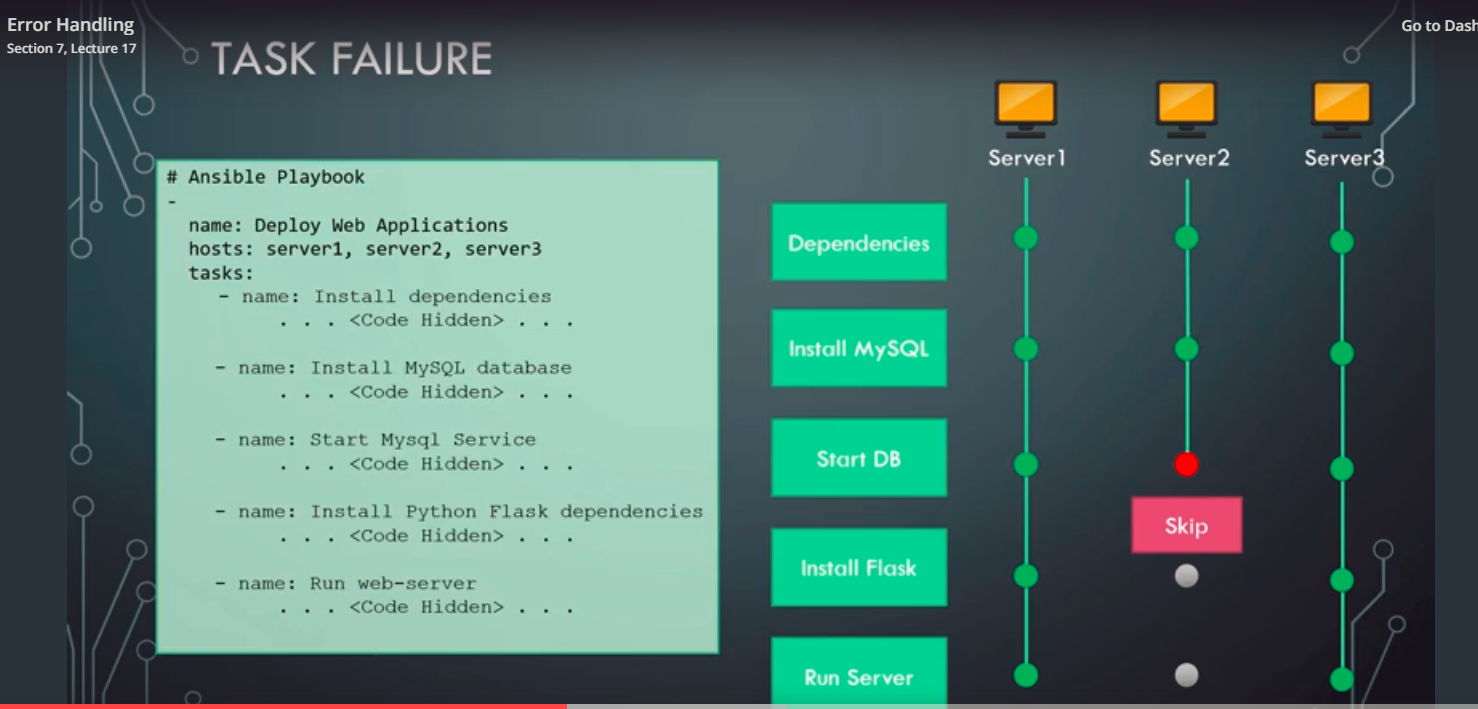 Error Handling
Section 7, Lecture 17
Go to Dash
TASK FAILURE
Server1
Server2
Server3
# Ansible Playbook
-
name: Deploy Web Applications
hosts: server1, server2, server3
tasks:
- name: Install dependencies
. . . <Code Hidden> . . .
- name: Install MySQL database
. . . <Code Hidden> . . .
- name: Start Mysql Service
. . . <Code Hidden> . . .
- name: Install Python Flask dependencies
. . . <Code Hidden> . . .
- name: Run web-server
. . . <Code Hidden> . . .
Dependencies
Install MySQL
Start DB
Skip
Install Flask
Run Server